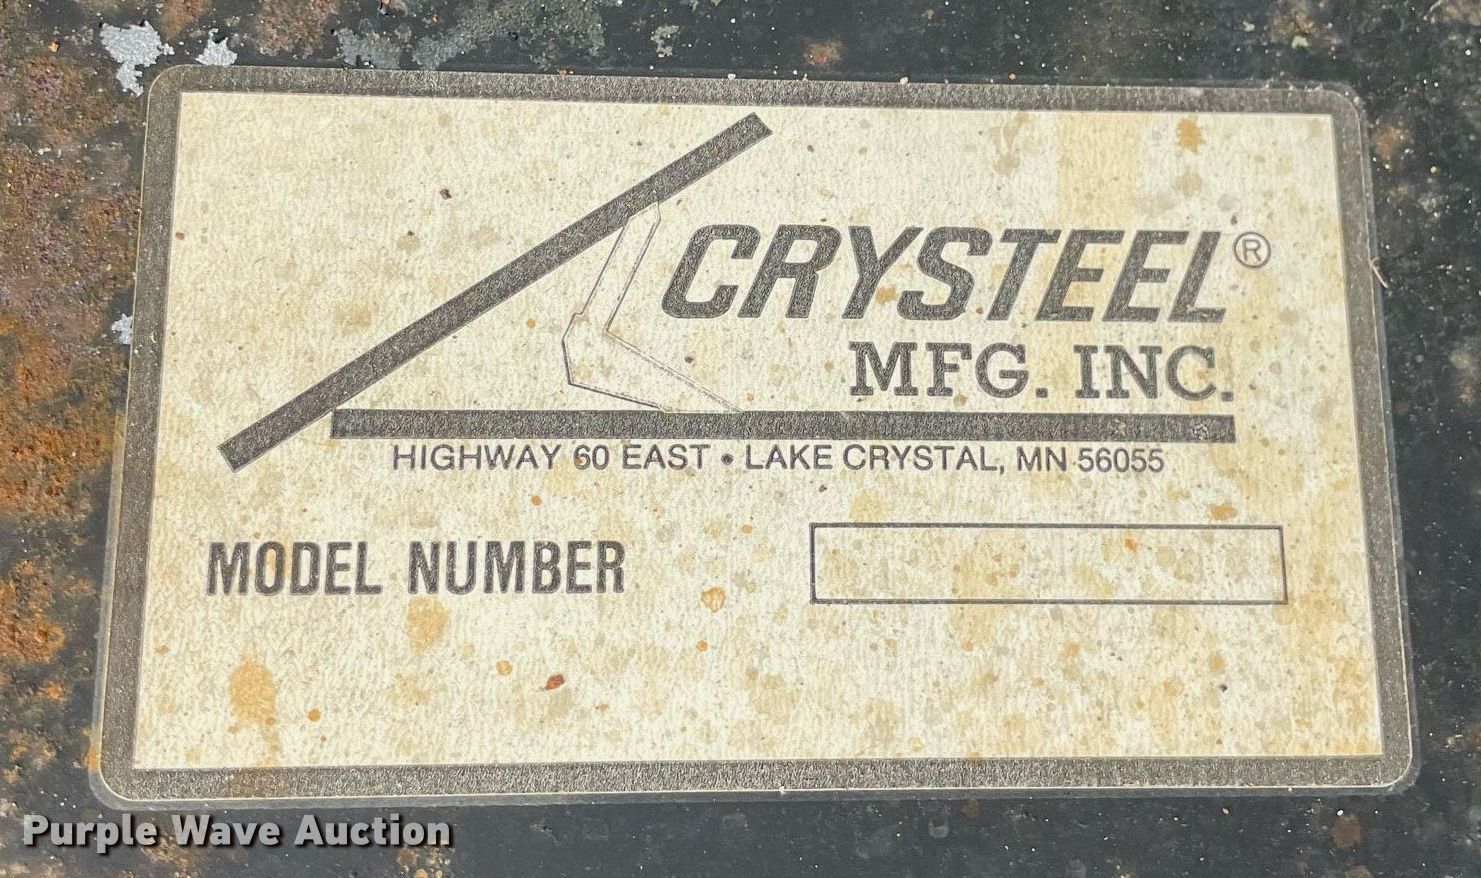 CRYSTEEL®
MFG. INC.
HIGHWAY 60 EAST • LAKE CRYSTAL, MN 56055
MODEL NUMBER
Purple Wave Auction